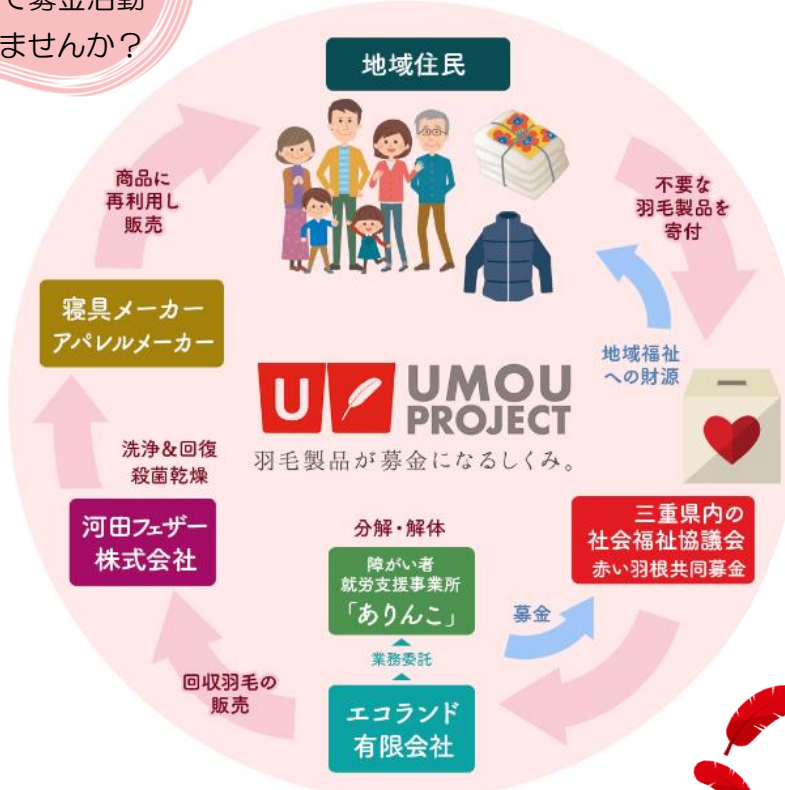 て募金活動
ませんか?
地域住民
商品に
再利用し
販売
不要な
羽毛製品を
寄付
寝具メーカー
アパレルメーカー
地域福祉
への財源
U
UMOU
PROJECT
羽毛製品が募金になるしくみ。
洗浄&回復
殺菌乾燥
河田フェザー
株式会社
分解・解体
障がい者
就労支援事業所
「ありんこ」
三重県内の
社会福祉協議会
赤い羽根共同募金
募金
業務委託
回収羽毛の
販売
エコランド
有限会社